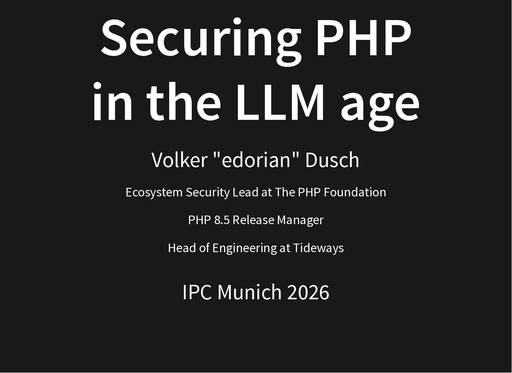 Securing PHP
in the LLM age
Volker "edorian" Dusch
Ecosystem Security Lead at The PHP Foundation
PHP 8.5 Release Manager
Head of Engineering at Tideways
IPC Munich 2026